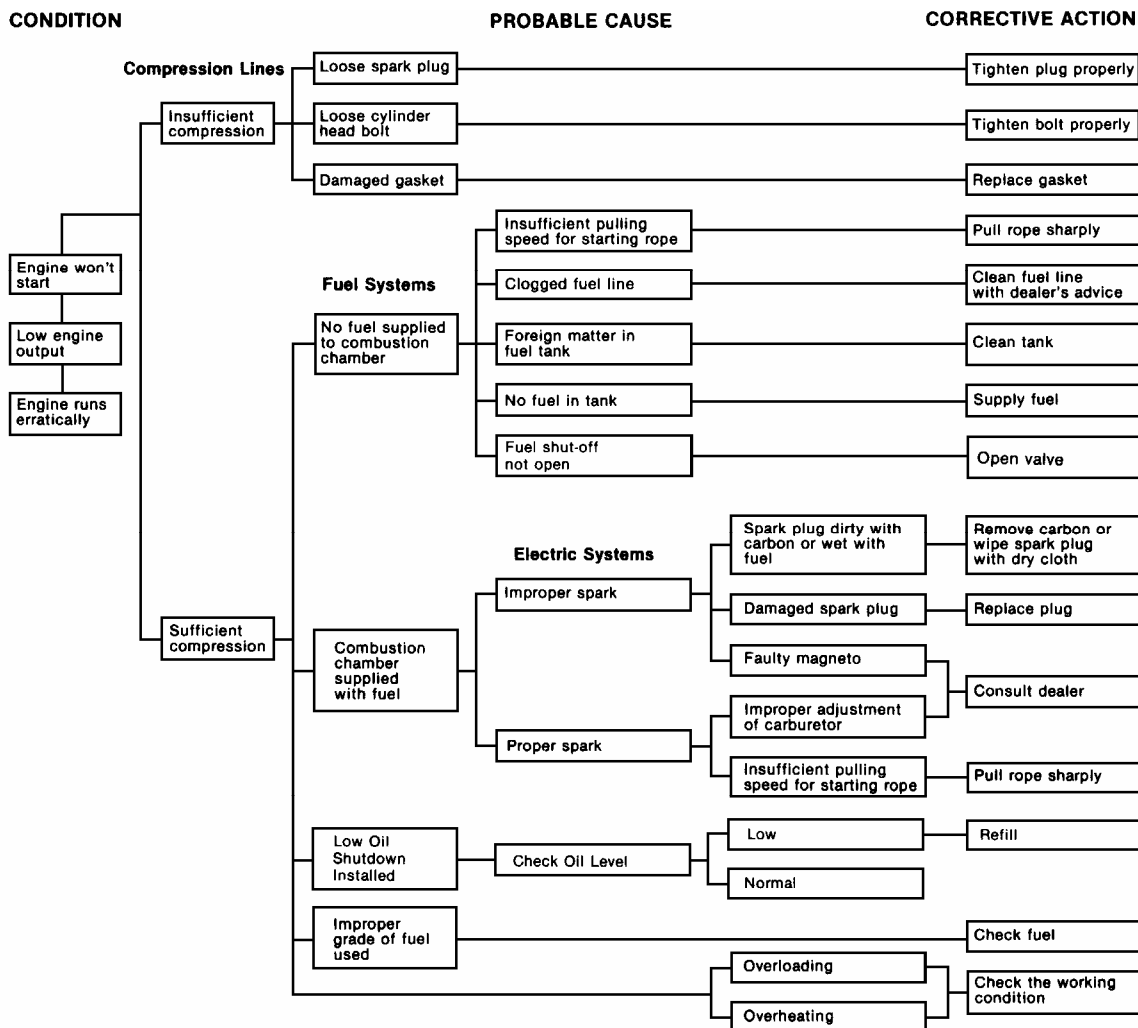 CONDITION
PROBABLE CAUSE
CORRECTIVE ACTION
Compression Lines
Insufficient
compression
Loose spark plug
Tighten plug properly
Loose cylinder
head bolt
Tighten bolt properly
Damaged gasket
Replace gasket
Engine won't
start
Low engine
output
Engine runs
erratically
Fuel Systems
No fuel supplied
to combustion
chamber
Insufficient pulling
speed for starting rope
Pull rope sharply
Clogged fuel line
Clean fuel line
with dealer's advice
Foreign matter in
fuel tank
Clean tank
No fuel in tank
Supply fuel
Fuel shut-off
not open
Open valve
Sufficient
compression
Electric Systems
Combustion
chamber
supplied
with fuel
Improper spark
Spark plug dirty with
carbon or wet with
fuel
Remove carbon or
wipe spark plug
with dry cloth
Damaged spark plug
Replace plug
Faulty magneto
Consult dealer
Proper spark
Improper adjustment
of carburetor
Insufficient pulling
speed for starting rope
Pull rope sharply
Low Oil
Shutdown
Installed
Check Oil Level
Low
Refill
Normal
Improper
grade of fuel
used
Check fuel
Overloading
Check the working
condition
Overheating